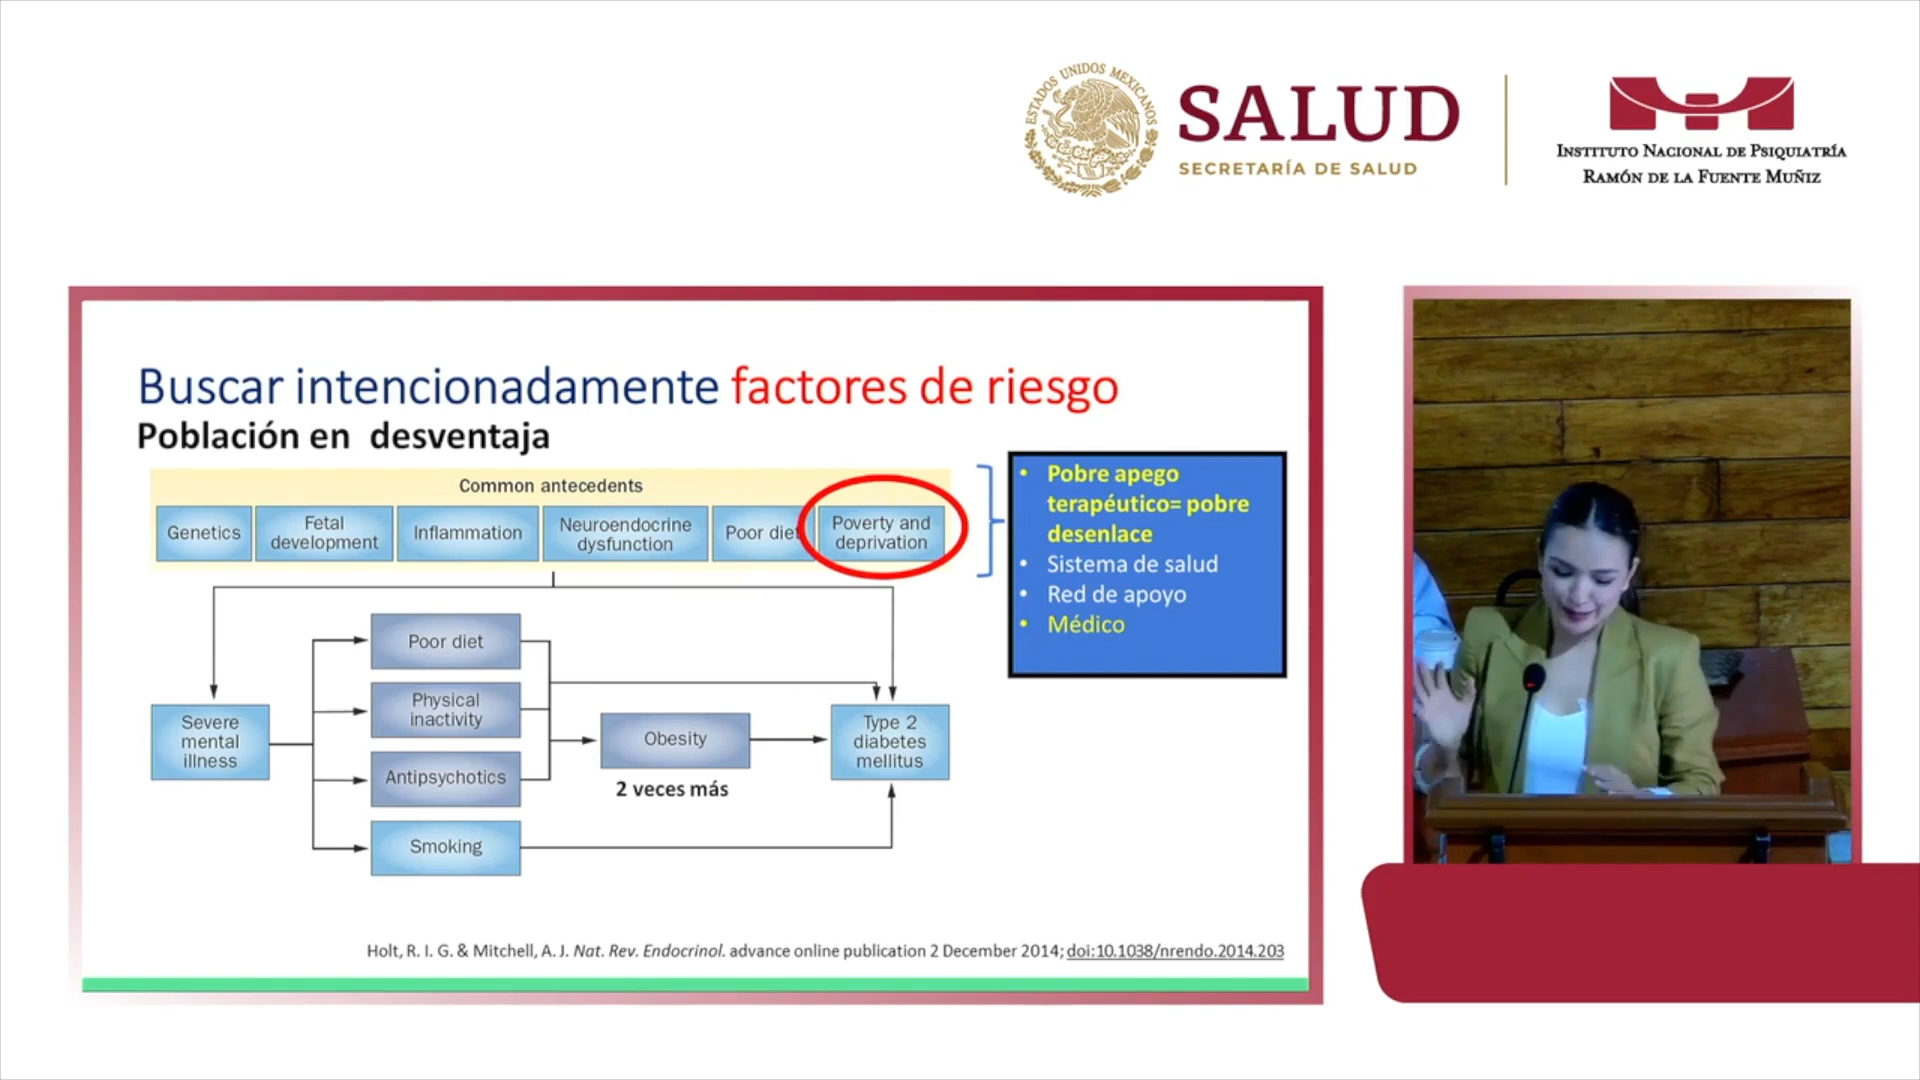 ESTADOS UNIDOS MEXICANOS
SALUD
SECRETARÍA DE SALUD
INSTITUTO NACIONAL DE PSIQUIATRÍA
RAMÓN DE LA FUENTE MUÑIZ
Buscar intencionadamente factores de riesgo
Población en desventaja
Common antecedents
Genetics
Fetal
development
Inflammation
Neuroendocrine
dysfunction
Poor diet
Poverty and
deprivation
• Pobre apego
terapéutico= pobre
desenlace
• Sistema de salud
• Red de apoyo
• Médico
Severe
mental
illness
Poor diet
Physical
inactivity
Antipsychotics
Smoking
Obesity
2 veces más
Type 2
diabetes
mellitus
Holt, R. I. G. & Mitchell, A. J. Nat. Rev. Endocrinol. advance online publication 2 December 2014; doi:10.1038/nrendo.2014.203